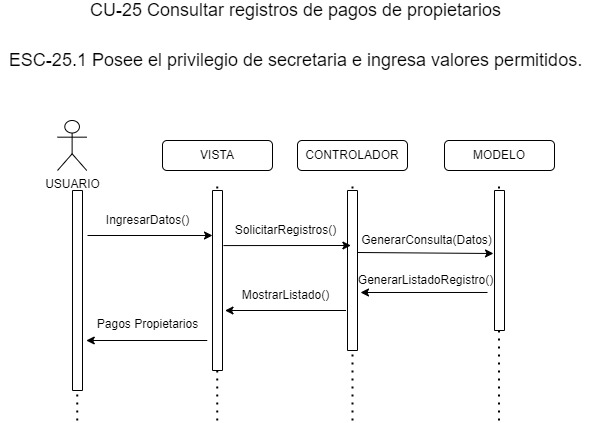 CU-25 Consultar registros de pagos de propietarios
ESC-25.1 Posee el privilegio de secretaria e ingresa valores permitidos.
USUARIO
VISTA
CONTROLADOR
MODELO
IngresarDatos()
SolicitarRegistros()
GenerarConsulta(Datos)
GenerarListadoRegistro()
MostrarListado()
Pagos Propietarios